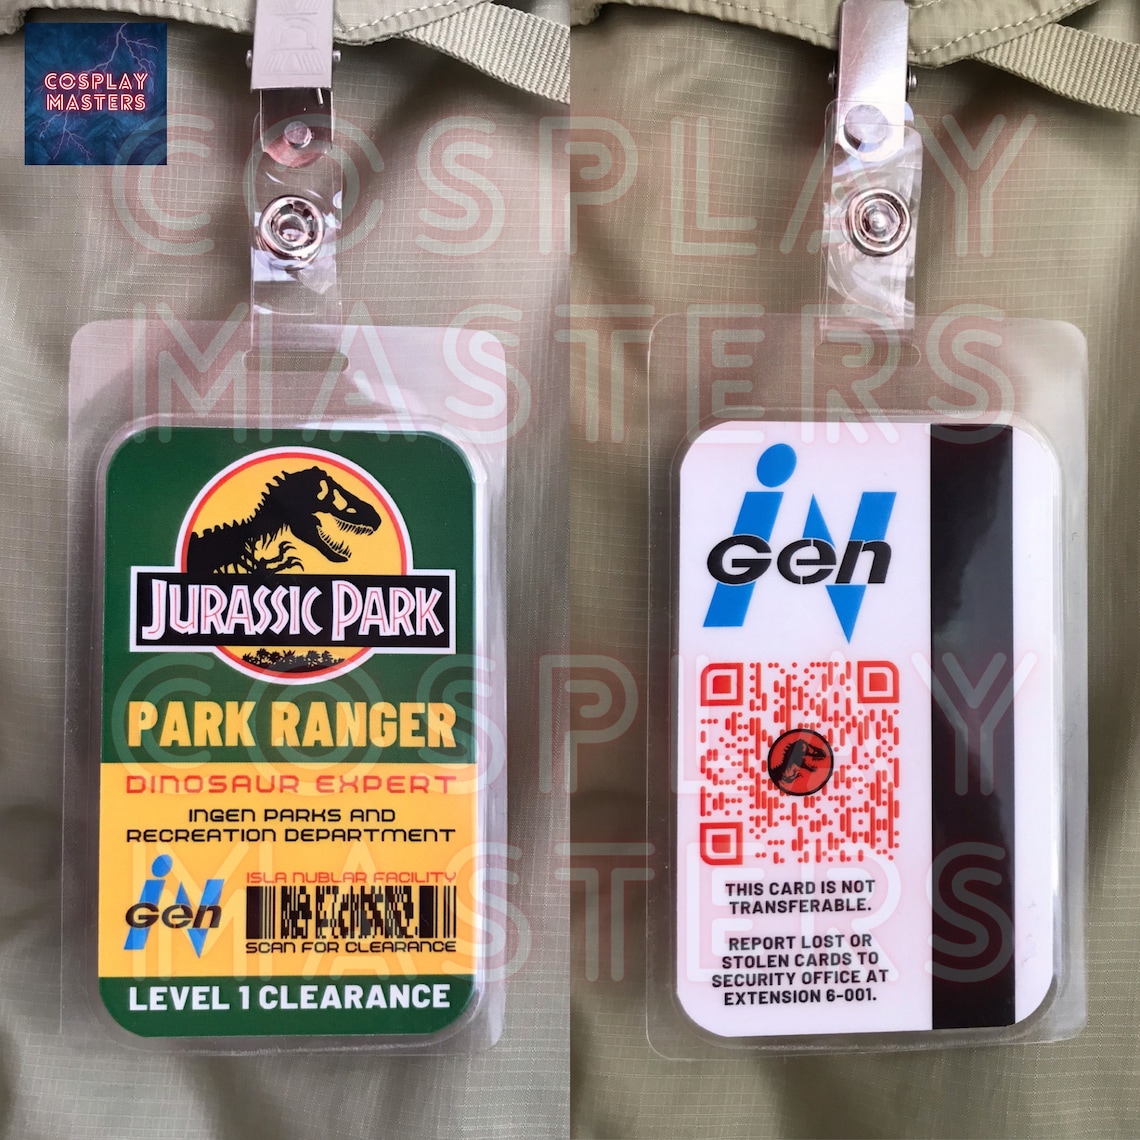 COSPLAY
MASTERS
COSPLAY
MASTERS
JURASSIC PARK
PARK RANGER
DINOSAUR EXPERT
INGEN PARKS AND
RECREATION DEPARTMENT
ISLA NUBLAR FACILITY
inGen
SCAN FOR CLEARANCE
LEVEL 1 CLEARANCE
inGen
THIS CARD IS NOT
TRANSFERABLE.
REPORT LOST OR
STOLEN CARDS TO
SECURITY OFFICE AT
EXTENSION 6-001.
COSPLAY
MASTERS